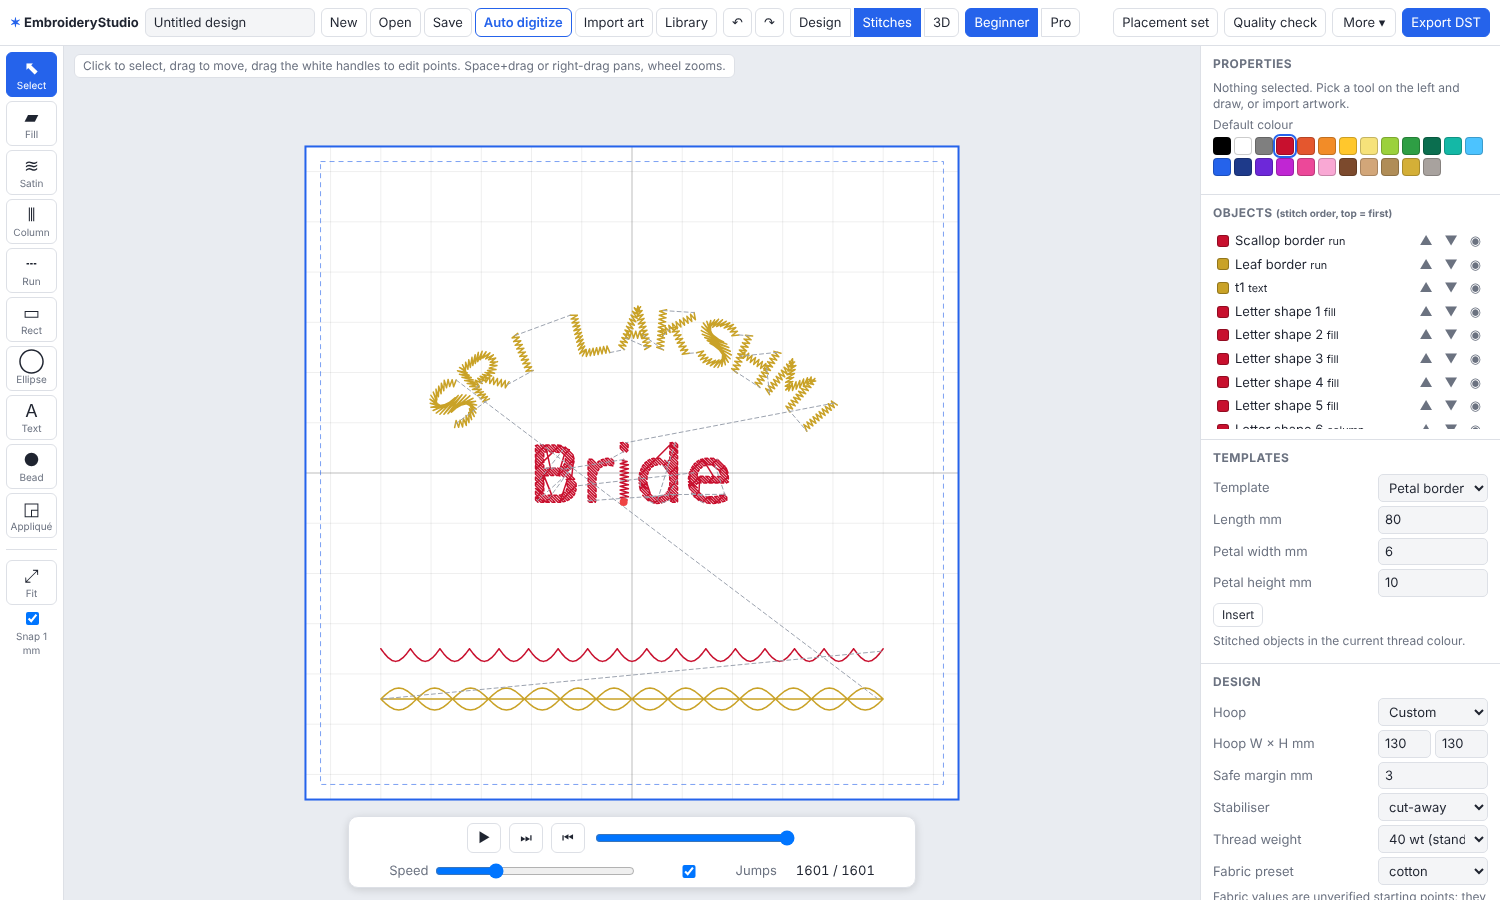 EmbroideryStudio
Untitled design
New
Open
Save
Auto digitize
Import art
Library
Design
Stitches
3D
Beginner
Pro
Placement set
Quality check
More
Export DST
Click to select, drag to move, drag the white handles to edit points. Space+drag or right-drag pans, wheel zooms.
Select
Fill
Satin
Column
Run
Rect
Ellipse
A
Text
Bead
Appliqué
Fit
Snap 1
mm
SRI LAKSHMI
Bride
Speed
Jumps
1601 / 1601
PROPERTIES
Nothing selected. Pick a tool on the left and
draw, or import artwork.
Default colour
OBJECTS (stitch order, top = first)
Scallop border run
Leaf border run
t1 text
Letter shape 1 fill
Letter shape 2 fill
Letter shape 3 fill
Letter shape 4 fill
Letter shape 5 fill
TEMPLATES
Template Petal border
Length mm 80
Petal width mm 6
Petal height mm 10
Insert
Stitched objects in the current thread colour.
DESIGN
Hoop Custom
Hoop W × H mm 130 130
Safe margin mm 3
Stabiliser cut-away
Thread weight 40 wt (stand
Fabric preset cotton
Fabric values are unverified starting points: they